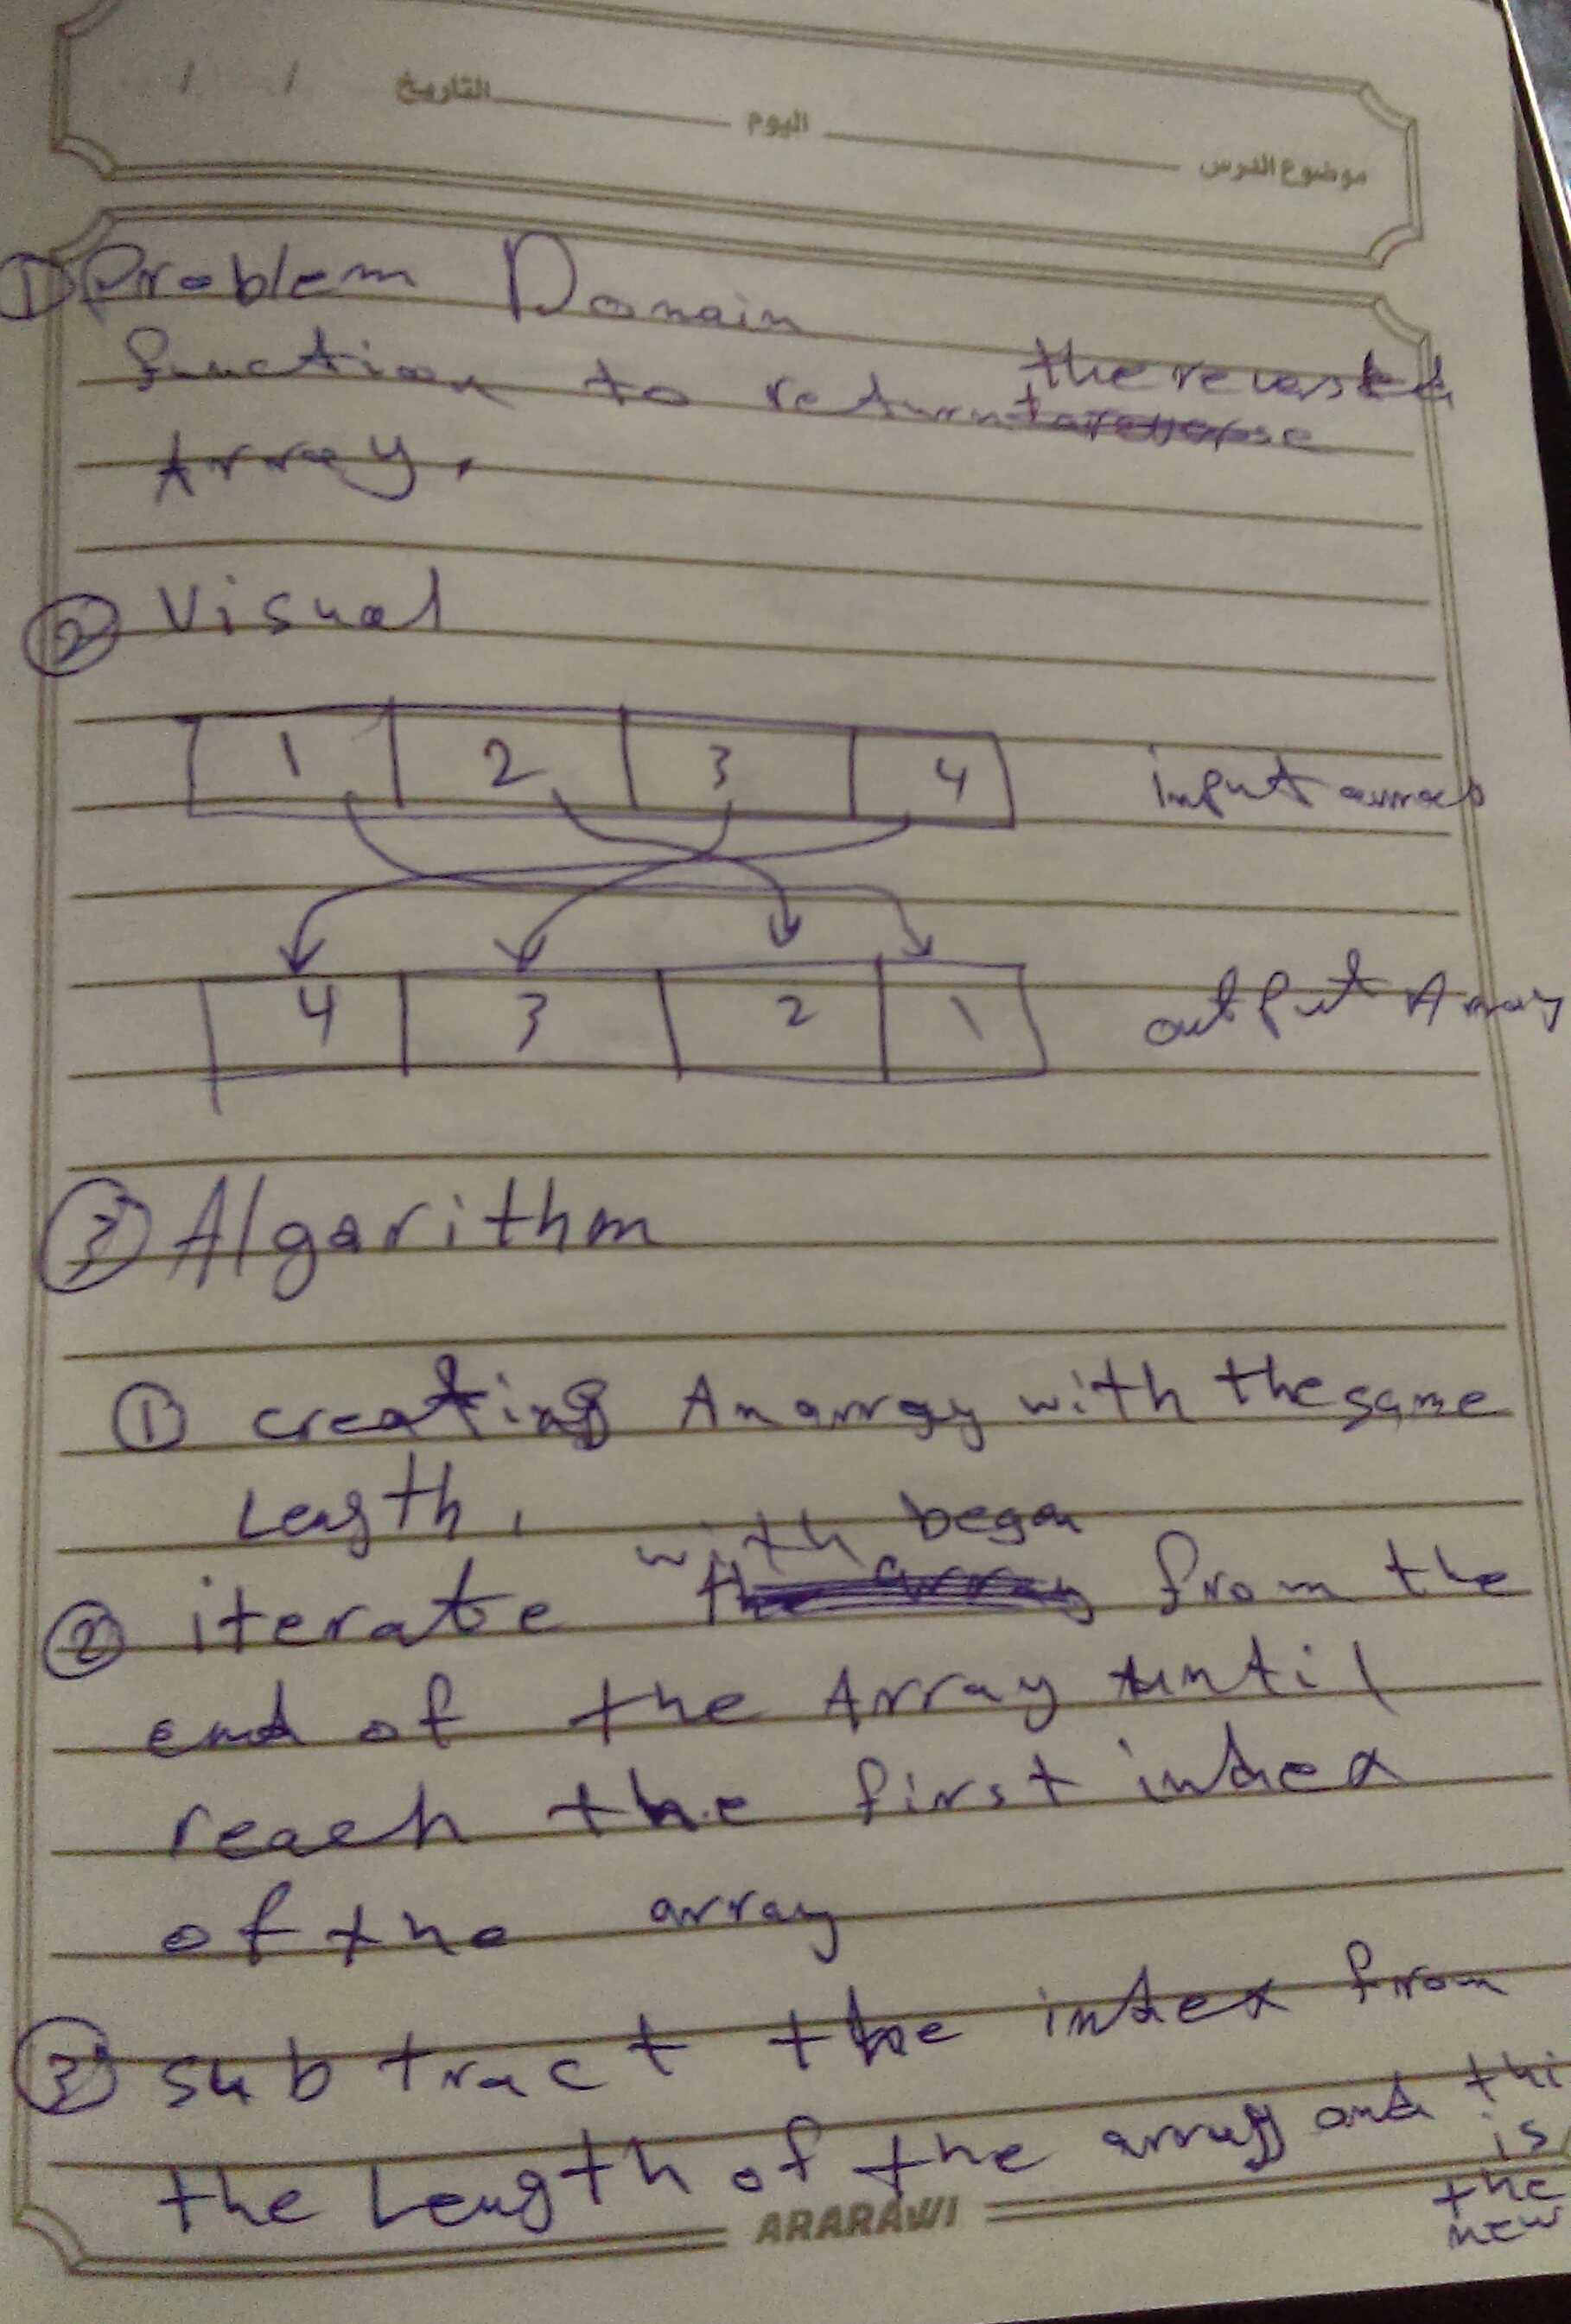 موضوع الدرس اليوم التاريخ / /
① Problem Domain
function to return the reversed
Array.
② Visual
1 2 3 4 input array
4 3 2 1 output Array
③ Algorithm
① creating An array with the same
Length.
② iterate with began from the
end of the Array until
reach the first index
of the array
③ subtract the index from
the Length of the array and thi
is
the
new
ARARAWI